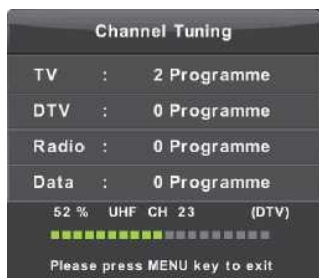 Channel Tuning
TV : 2 Programme
DTV : 0 Programme
Radio : 0 Programme
Data : 0 Programme
52 % UHF CH 23 (DTV)
Please press MENU key to exit